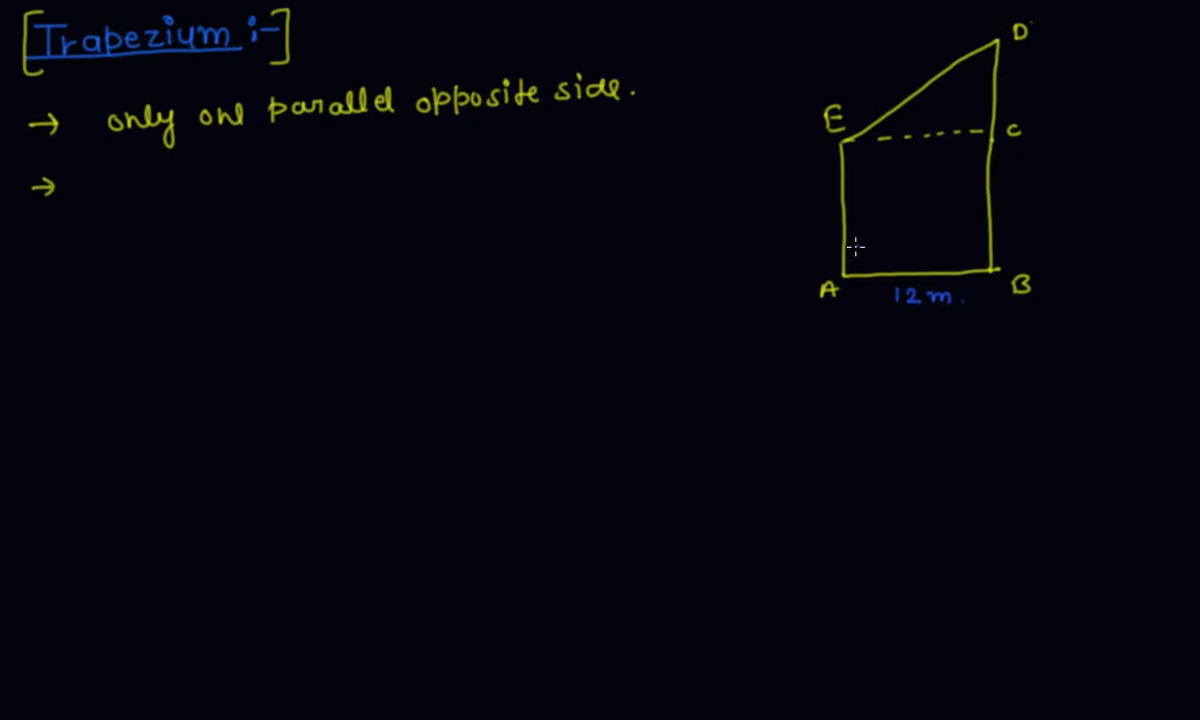 [Trapezium :-]
→ only one parallel opposite side.
→
D
E
C
A
B
12 m.